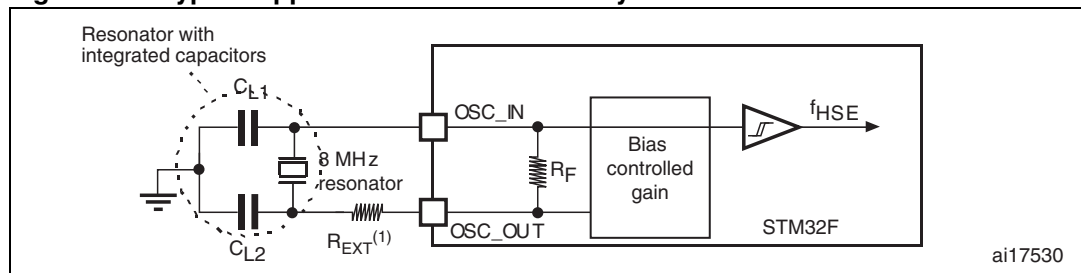 Resonator with
integrated capacitors
CL1
OSC_IN
fHSE
8 MHz
resonator
RF
Bias
controlled
gain
REXT(1)
OSC_OUT
STM32F
CL2
ai17530